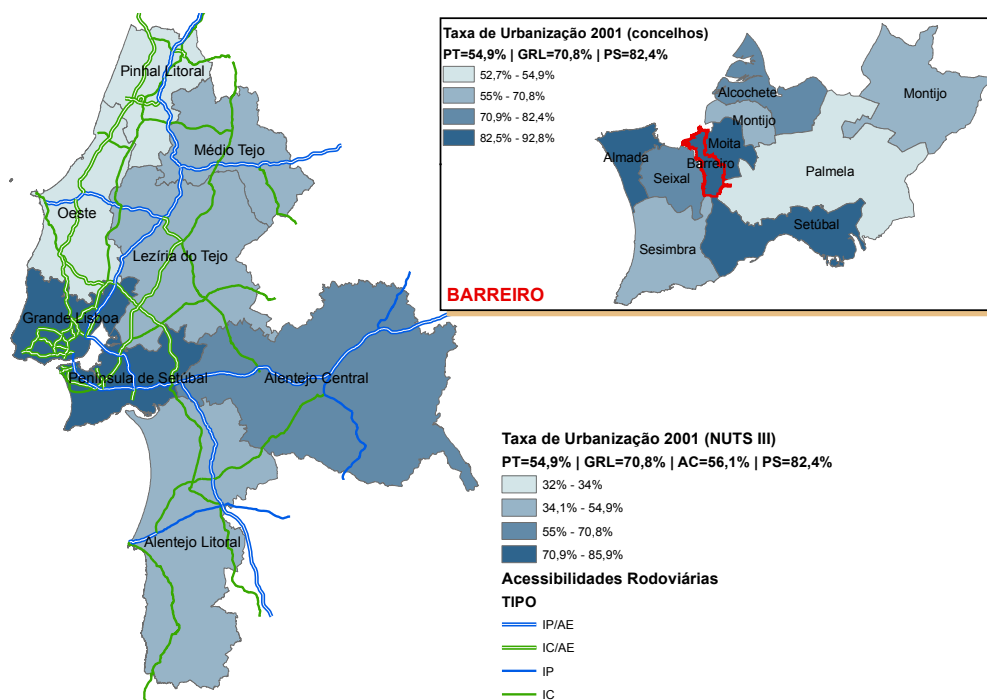 Taxa de Urbanização 2001 (concelhos)
PT=54,9% | GRL=70,8% | PS=82,4%
52,7% - 54,9%
55% - 70,8%
70,9% - 82,4%
82,5% - 92,8%
Alcochete
Montijo
Montijo
Moita
Almada
Barreiro
Seixal
Palmela
Setúbal
Sesimbra
BARREIRO
Pinhal Litoral
Médio Tejo
Oeste
Lezíria do Tejo
Grande Lisboa
Península de Setúbal
Alentejo Central
Alentejo Litoral
Taxa de Urbanização 2001 (NUTS III)
PT=54,9% | GRL=70,8% | AC=56,1% | PS=82,4%
32% - 34%
34,1% - 54,9%
55% - 70,8%
70,9% - 85,9%
Acessibilidades Rodoviárias
TIPO
IP/AE
IC/AE
IP
IC